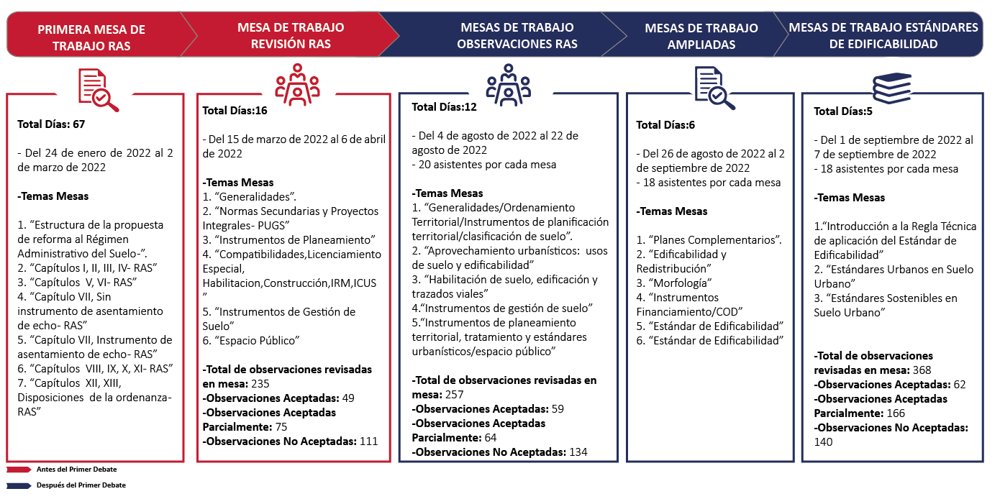 PRIMERA MESA DE
TRABAJO RAS
MESA DE TRABAJO
REVISIÓN RAS
MESAS DE TRABAJO
OBSERVACIONES RAS
MESAS DE TRABAJO
AMPLIADAS
MESAS DE TRABAJO ESTÁNDARES
DE EDIFICABILIDAD
Total Días: 67
- Del 24 de enero de 2022 al 2
de marzo de 2022
-Temas Mesas
1. “Estructura de la propuesta
de reforma al Régimen
Administrativo del Suelo-”.
2. “Capítulos I, II, III, IV- RAS”
3. “Capítulos V, VI- RAS”
4. “Capítulo VII, Sin
instrumento de asentamiento
de echo- RAS”
5. “Capítulo VII, Instrumento de
asentamiento de echo- RAS”
6. “Capítulos VIII, IX, X, XI- RAS”
7. “Capítulos XII, XIII,
Disposiciones de la ordenanza-
RAS”
Total Días:16
- Del 15 de marzo de 2022 al 6 de abril
de 2022
-Temas Mesas
1. “Generalidades”.
2. “Normas Secundarias y Proyectos
Integrales- PUGS”
3. “Instrumentos de Planeamiento”
4. “Compatibilidades,Licenciamiento
Especial,
Habilitacion,Construcción,IRM,ICUS
”
5. “Instrumentos de Gestión de
Suelo”
6. “Espacio Público”
-Total de observaciones revisadas
en mesa: 235
-Observaciones Aceptadas: 49
-Observaciones Aceptadas
Parcialmente: 75
-Observaciones No Aceptadas: 111
Total Días:12
- Del 4 de agosto de 2022 al 22 de
agosto de 2022
- 20 asistentes por cada mesa
-Temas Mesas
1. “Generalidades/Ordenamiento
Territorial/Instrumentos de planificación
territorial/clasificación de suelo”.
2. “Aprovechamiento urbanísticos: usos
de suelo y edificabilidad”
3. “Habilitación de suelo, edificación y
trazados viales”
4.“Instrumentos de gestión de suelo”
5.“Instrumentos de planeamiento
territorial, tratamiento y estándares
urbanísticos/espacio público”
-Total de observaciones revisadas en
mesa: 257
-Observaciones Aceptadas: 59
-Observaciones Aceptadas
Parcialmente: 64
-Observaciones No Aceptadas: 134
Total Días:6
- Del 26 de agosto de 2022 al 2
de septiembre de 2022
- 18 asistentes por cada mesa
-Temas Mesas
1. “Planes Complementarios”.
2. “Edificabilidad y
Redistribución”
3. “Morfología”
4. “Instrumentos
Financiamiento/COD”
5. “Estándar de Edificabilidad”
6. “Estándar de Edificabilidad”
Total Días:5
- Del 1 de septiembre de 2022 al
7 de septiembre de 2022
- 18 asistentes por cada mesa
-Temas Mesas
1.“Introducción a la Regla Técnica
de aplicación del Estándar de
Edificabilidad”
2. “Estándares Urbanos en Suelo
Urbano”
3. “Estándares Sostenibles en
Suelo Urbano”
-Total de observaciones
revisadas en mesa: 368
-Observaciones Aceptadas: 62
-Observaciones Aceptadas
Parcialmente: 166
-Observaciones No Aceptadas:
140
Antes del Primer Debate
Después del Primer Debate